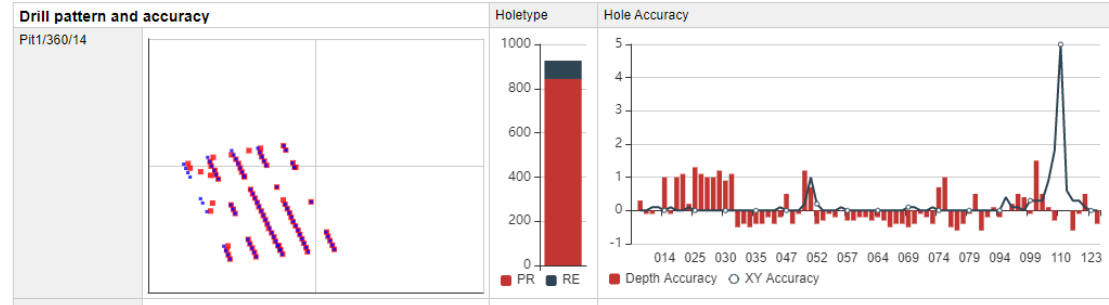 Drill pattern and accuracy
Holetype
Hole Accuracy
Pit1/360/14
1000
800
600
400
200
0
PR RE
5
4
3
2
1
0
-1
014 025 030 035 047 052 057 064 069 074 079 094 099 110 123
Depth Accuracy XY Accuracy